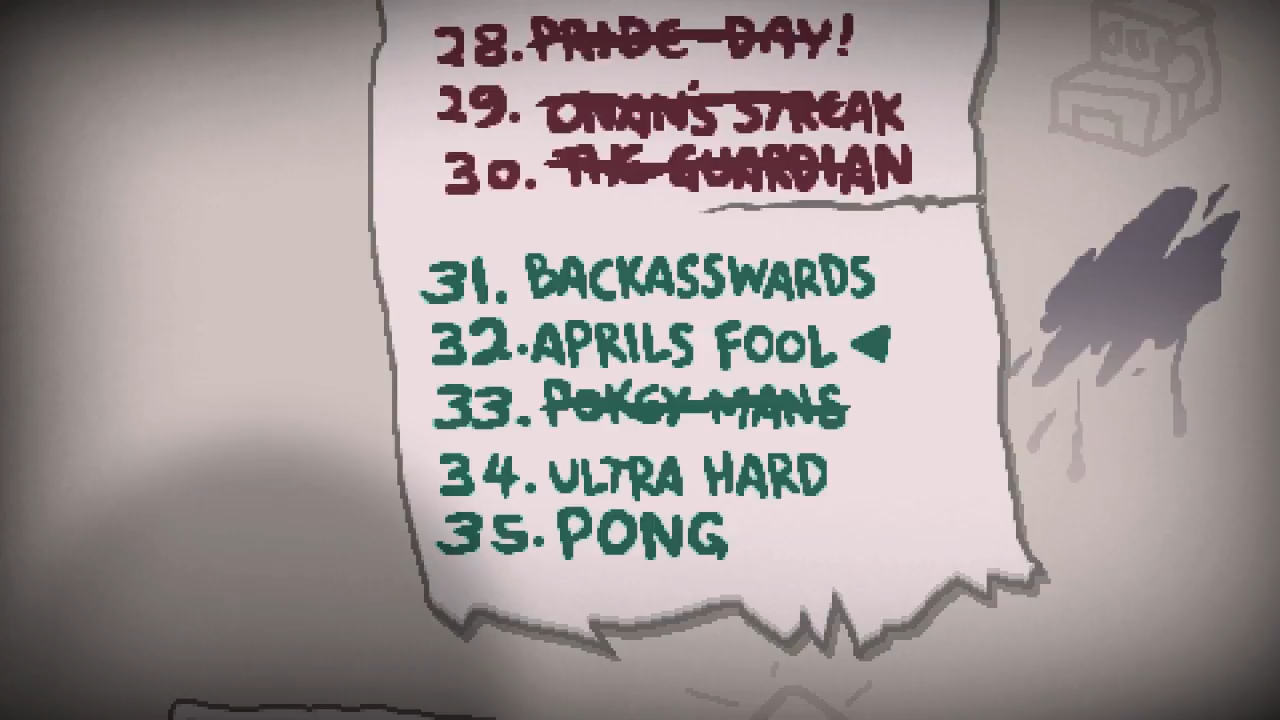 28. PRIDE DAY!
29. ONAN'S STREAK
30. THE GUARDIAN
31. BACKASSWARDS
32. APRILS FOOL
33. POKEY MANS
34. ULTRA HARD
35. PONG